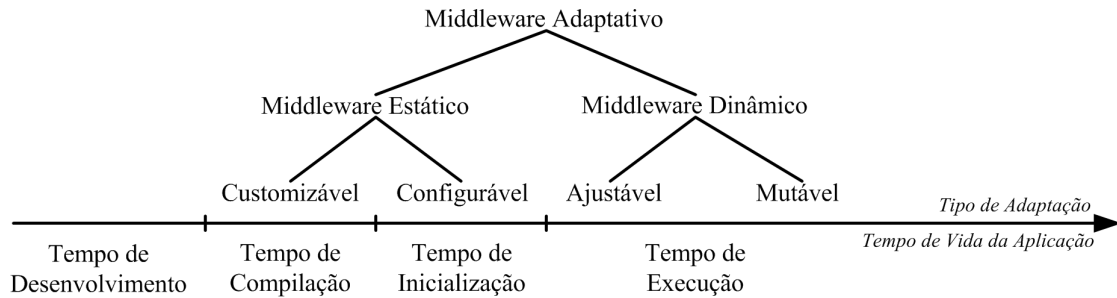 Middleware Adaptativo
Middleware Estático
Middleware Dinâmico
Customizável
Configurável
Ajustável
Mutável
Tipo de Adaptação
Tempo de Vida da Aplicação
Tempo de
Desenvolvimento
Tempo de
Compilação
Tempo de
Inicialização
Tempo de
Execução